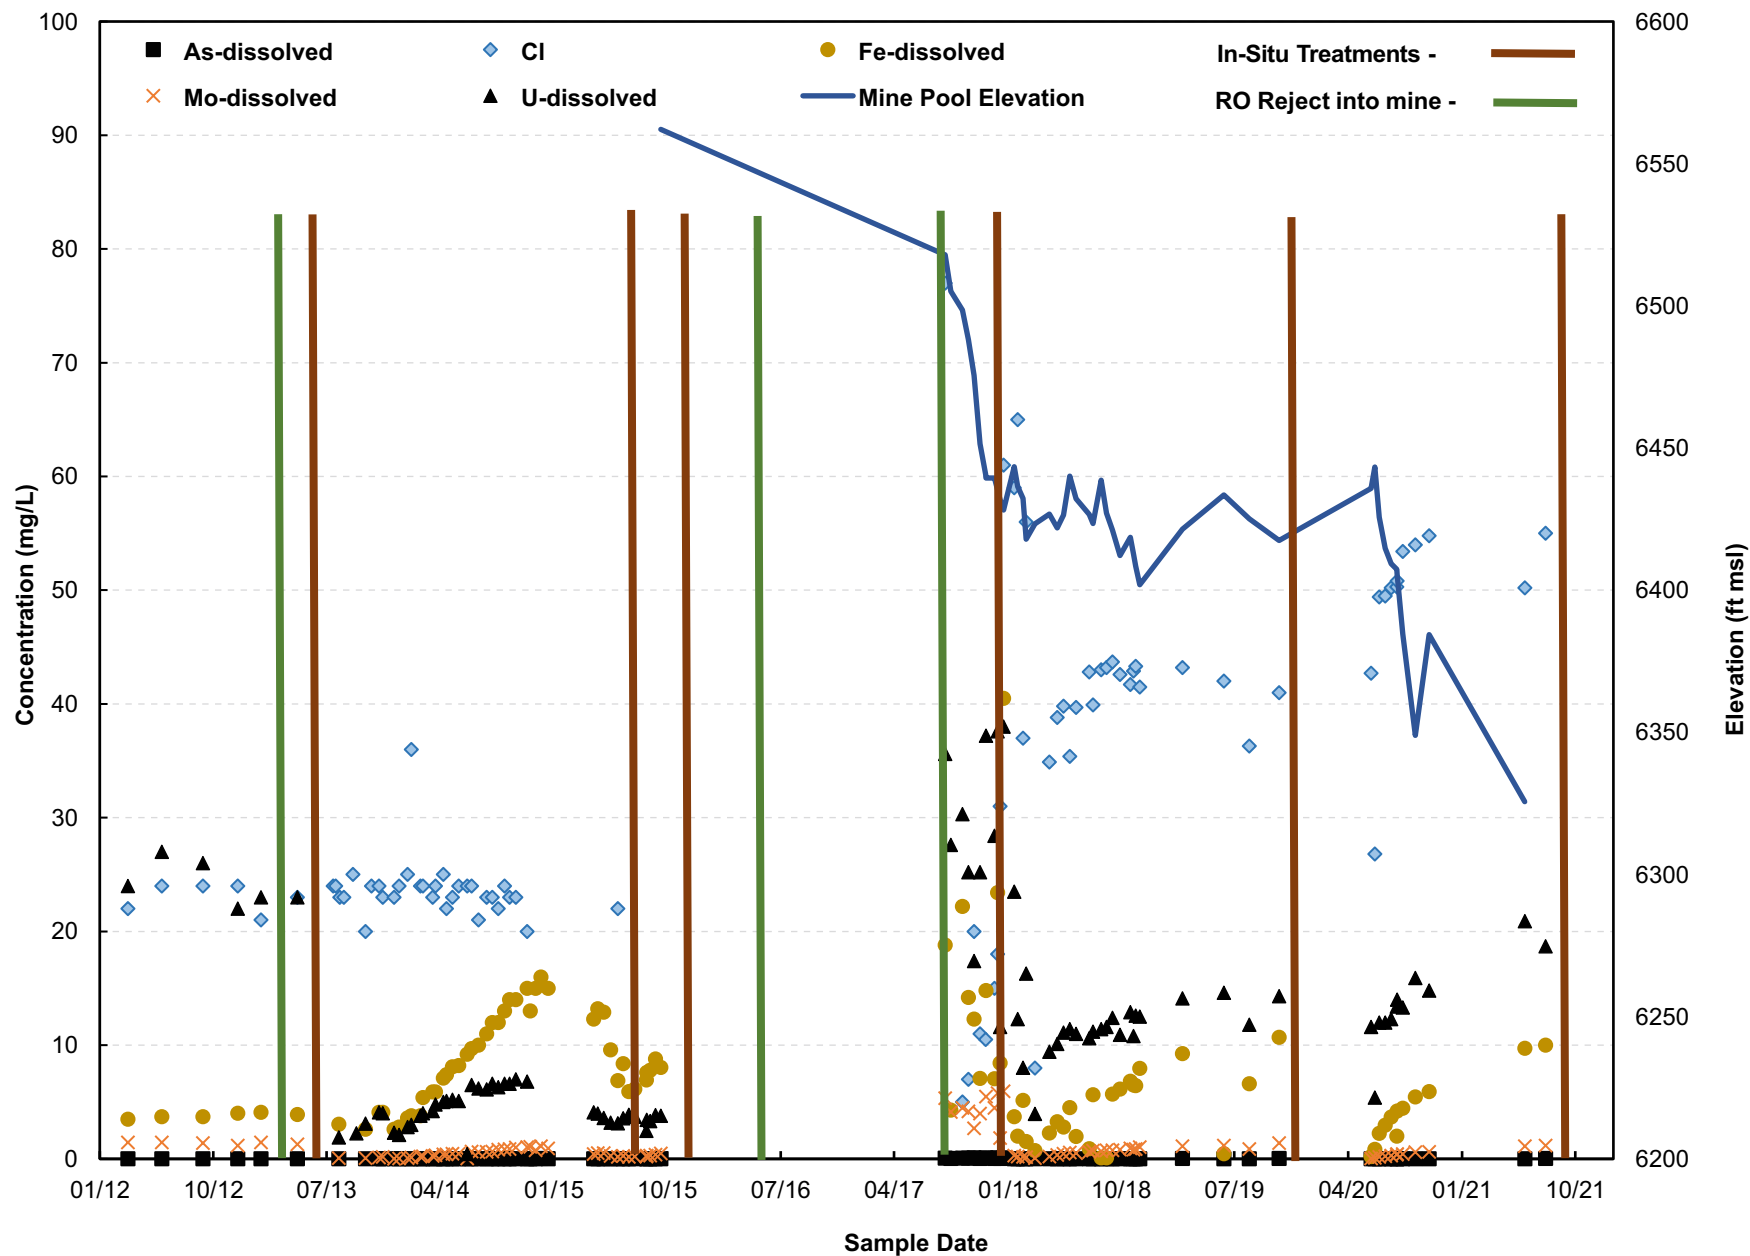 100
90
80
70
60
50
40
30
20
10
0
Concentration (mg/L)
As-dissolved
Cl
Fe-dissolved
In-Situ Treatments -
Mo-dissolved
U-dissolved
Mine Pool Elevation
RO Reject into mine -
6600
6550
6500
6450
6400
6350
6300
6250
6200
Elevation (ft msl)
01/12 10/12 07/13 04/14 01/15 10/15 07/16 04/17 01/18 10/18 07/19 04/20 01/21 10/21
Sample Date